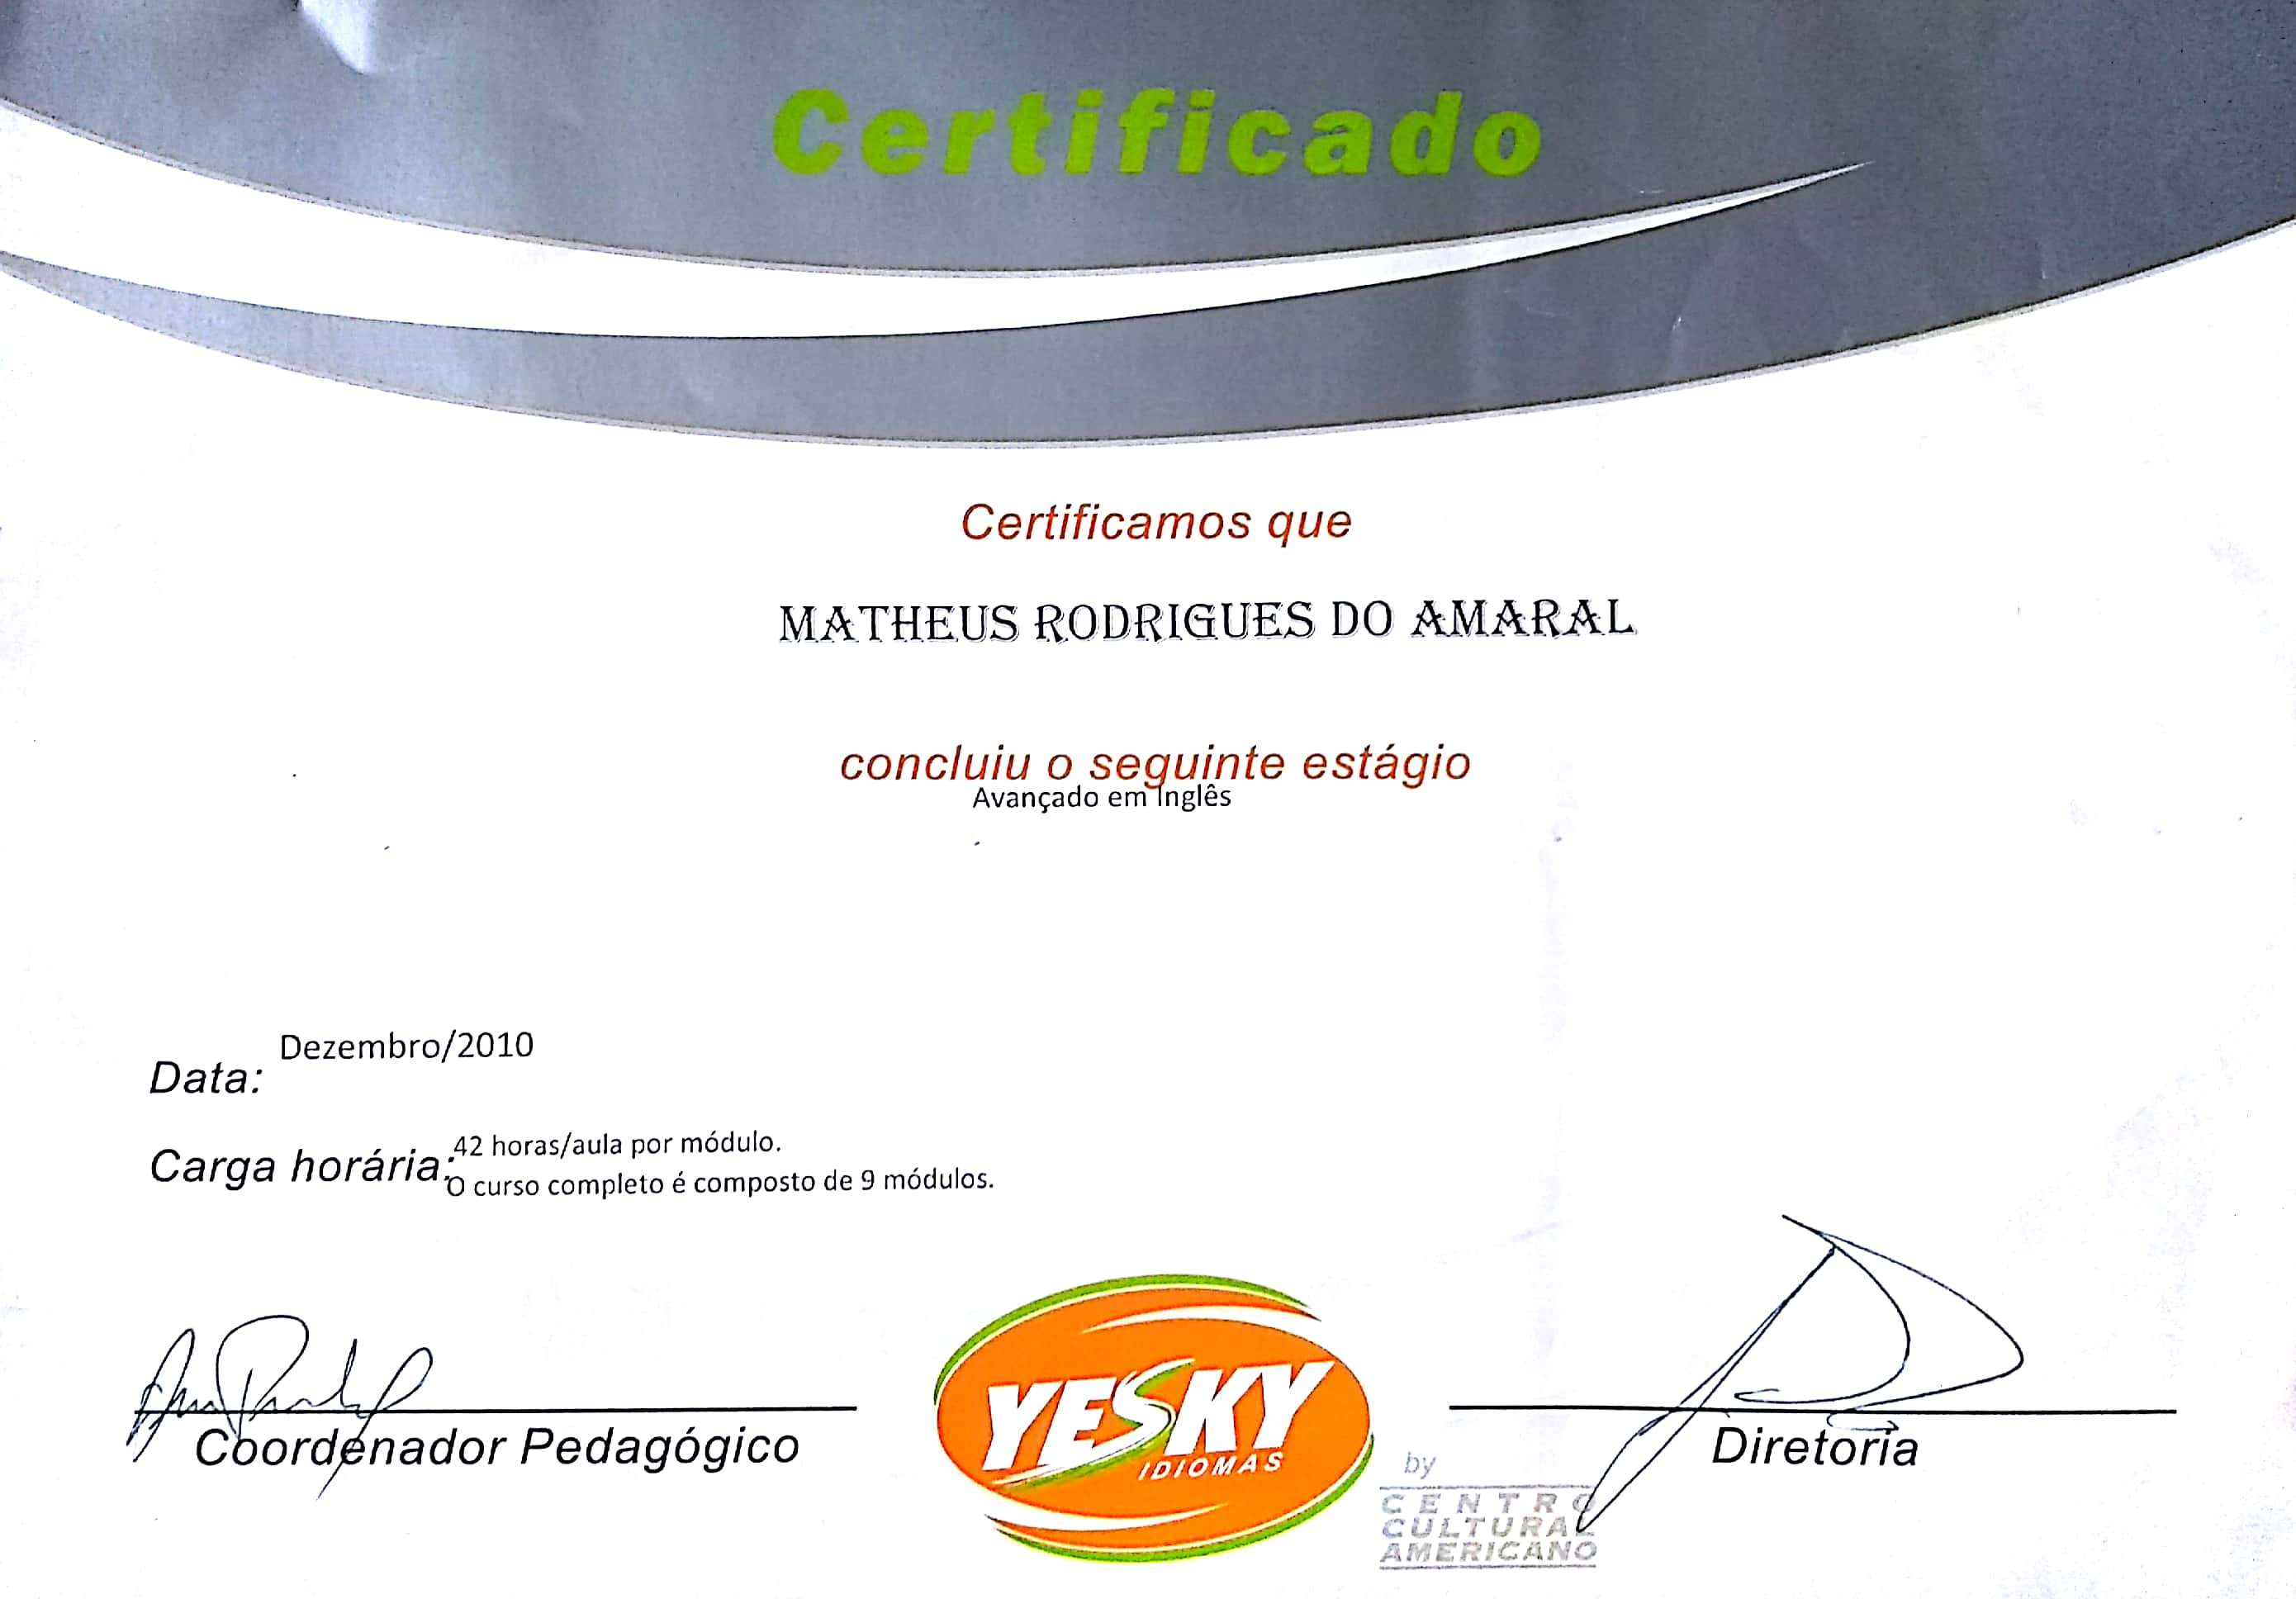 Certificado
Certificamos que
MATHEUS RODRIGUES DO AMARAL
concluiu o seguinte estágio
Avançado em Inglês
Data: Dezembro/2010
Carga horária: 42 horas/aula por módulo.
O curso completo é composto de 9 módulos.
Coordenador Pedagógico
YESKY
IDIOMAS
by
CENTRO
CULTURAL
AMERICANO
Diretoria